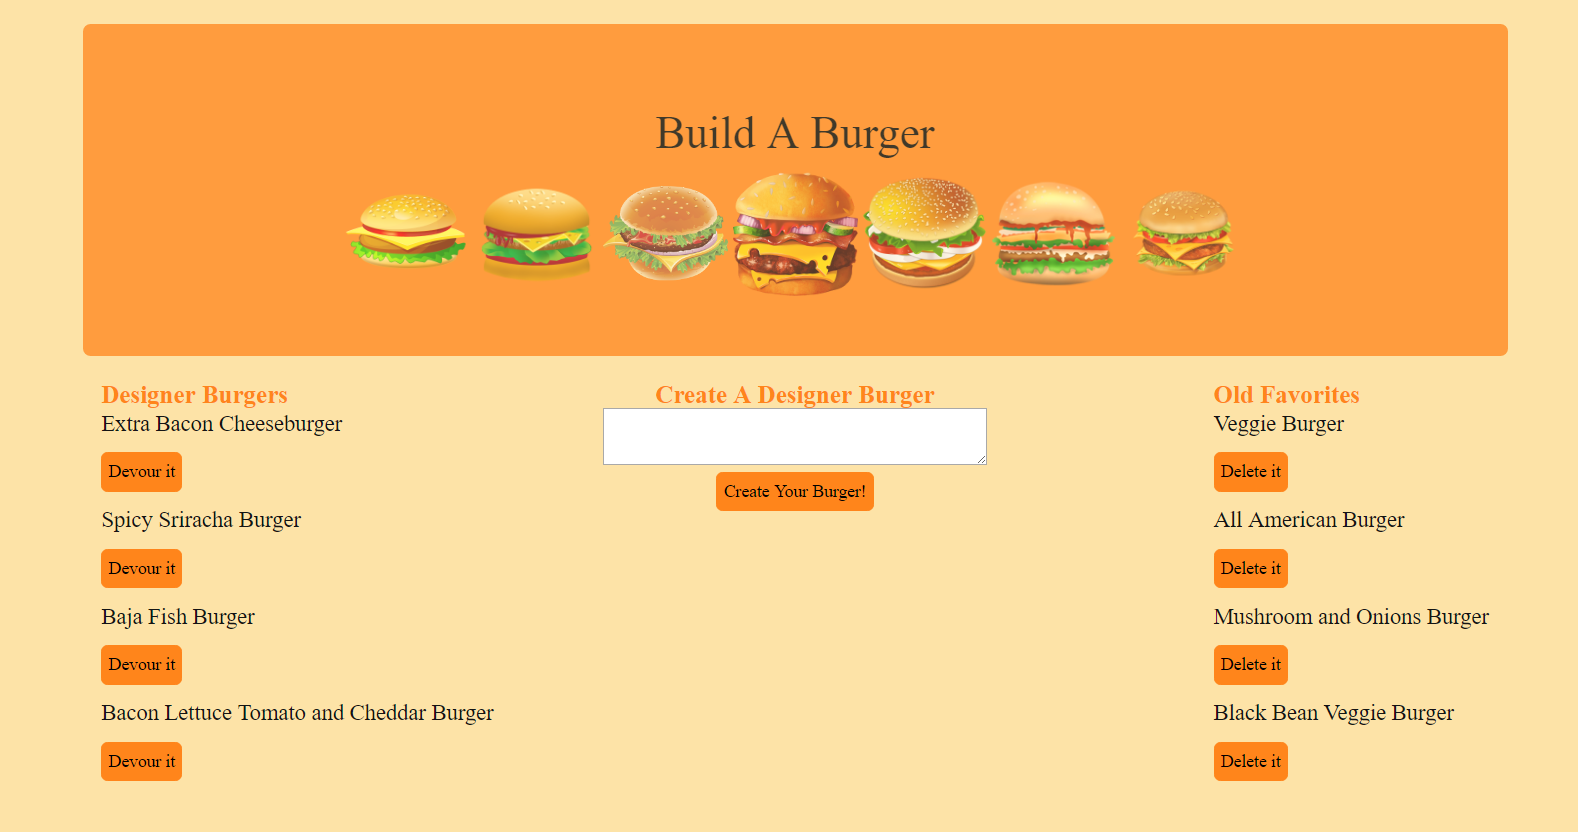 Build A Burger
Designer Burgers
Extra Bacon Cheeseburger
Devour it
Spicy Sriracha Burger
Devour it
Baja Fish Burger
Devour it
Bacon Lettuce Tomato and Cheddar Burger
Devour it
Create A Designer Burger
Create Your Burger!
Old Favorites
Veggie Burger
Delete it
All American Burger
Delete it
Mushroom and Onions Burger
Delete it
Black Bean Veggie Burger
Delete it